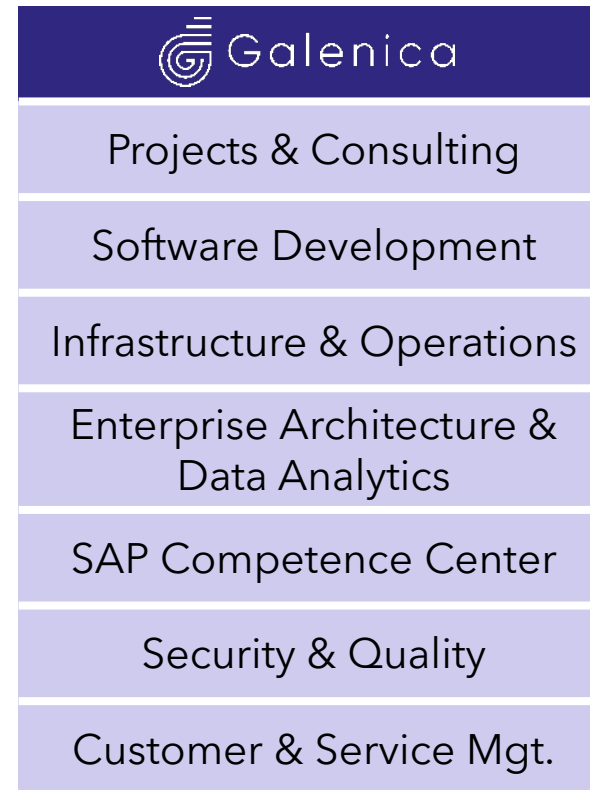 Galenica
Projects & Consulting
Software Development
Infrastructure & Operations
Enterprise Architecture &
Data Analytics
SAP Competence Center
Security & Quality
Customer & Service Mgt.